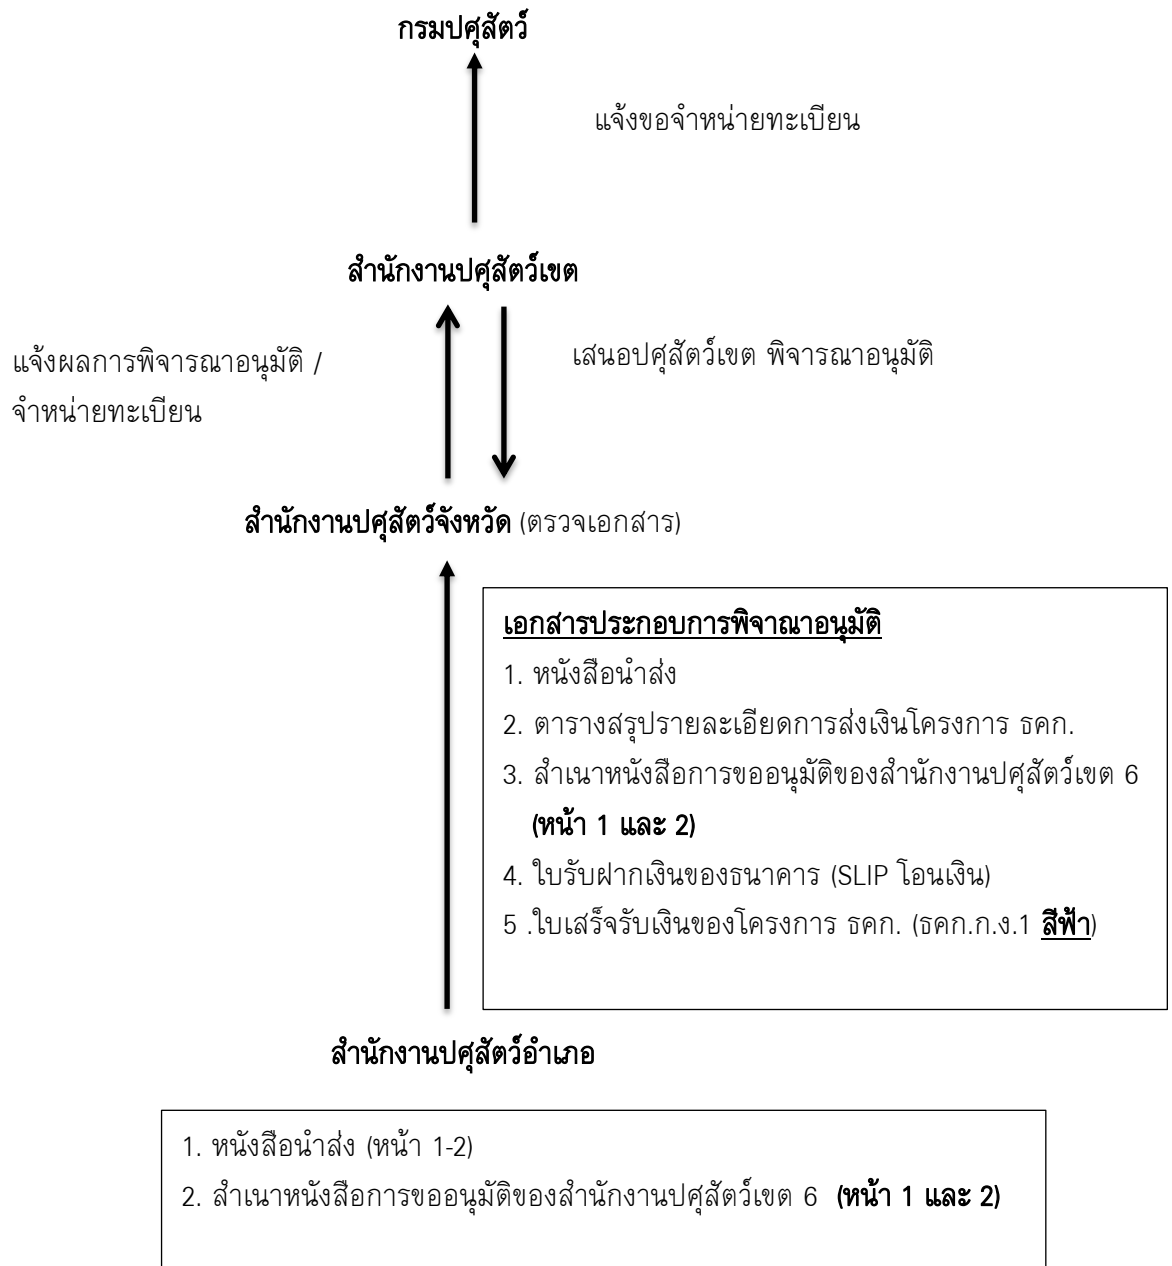 กรมปศุสัตว์
แจ้งขอจำหน่ายทะเบียน
สำนักงานปศุสัตว์เขต
แจ้งผลการพิจารณาอนุมัติ /
จำหน่ายทะเบียน
เสนอปศุสัตว์เขต พิจารณาอนุมัติ
สำนักงานปศุสัตว์จังหวัด (ตรวจเอกสาร)
เอกสารประกอบการพิจาณาอนุมัติ
1. หนังสือนำส่ง
2. ตารางสรุปรายละเอียดการส่งเงินโครงการ ธคก.
3. สำเนาหนังสือการขออนุมัติของสำนักงานปศุสัตว์เขต 6
(หน้า 1 และ 2)
4. ใบรับฝากเงินของธนาคาร (SLIP โอนเงิน)
5 .ใบเสร็จรับเงินของโครงการ ธคก. (ธคก.ก.ง.1 สีฟ้า)
สำนักงานปศุสัตว์อำเภอ
1. หนังสือนำส่ง (หน้า 1-2)
2. สำเนาหนังสือการขออนุมัติของสำนักงานปศุสัตว์เขต 6 (หน้า 1 และ 2)